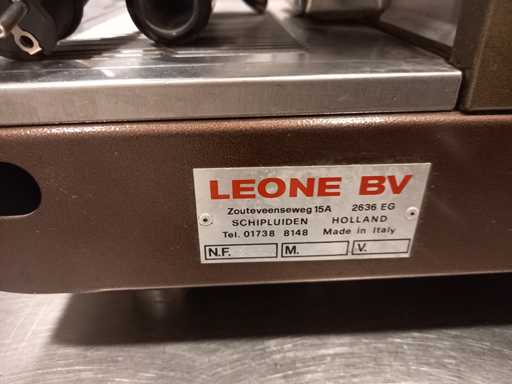 LEONE BV
Zouteveenseweg 15A 2636 EG
SCHIPLUIDEN HOLLAND
Tel. 01738 8148 Made in Italy
N.F. M. V.